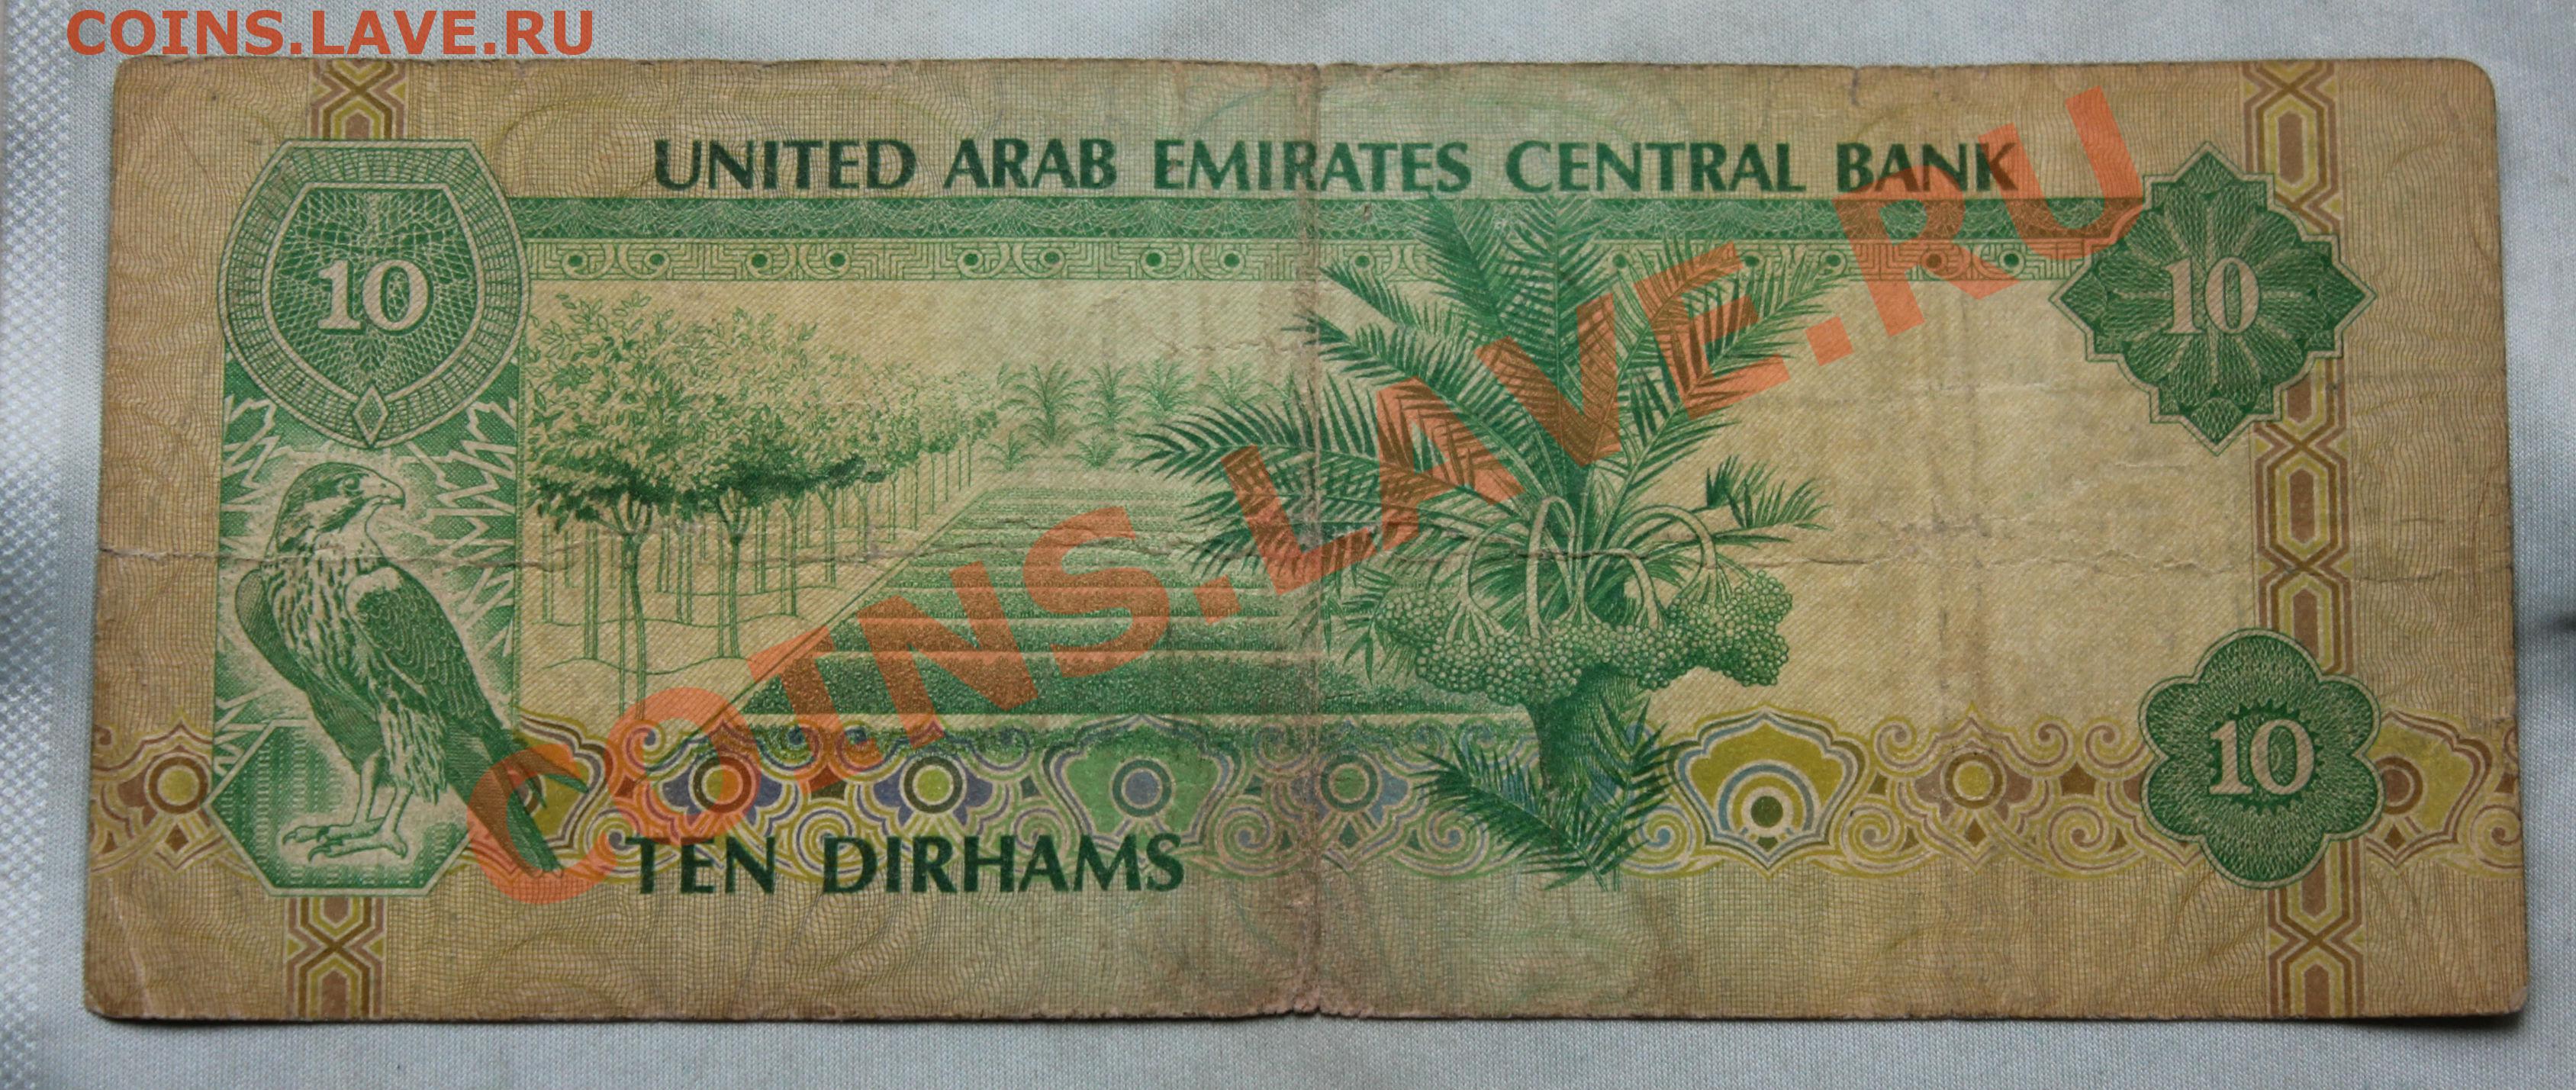 COINS.LAVE.RU
UNITED ARAB EMIRATES CENTRAL BANK
10
10
COINS.LAVE.RU
10
TEN DIRHAMS